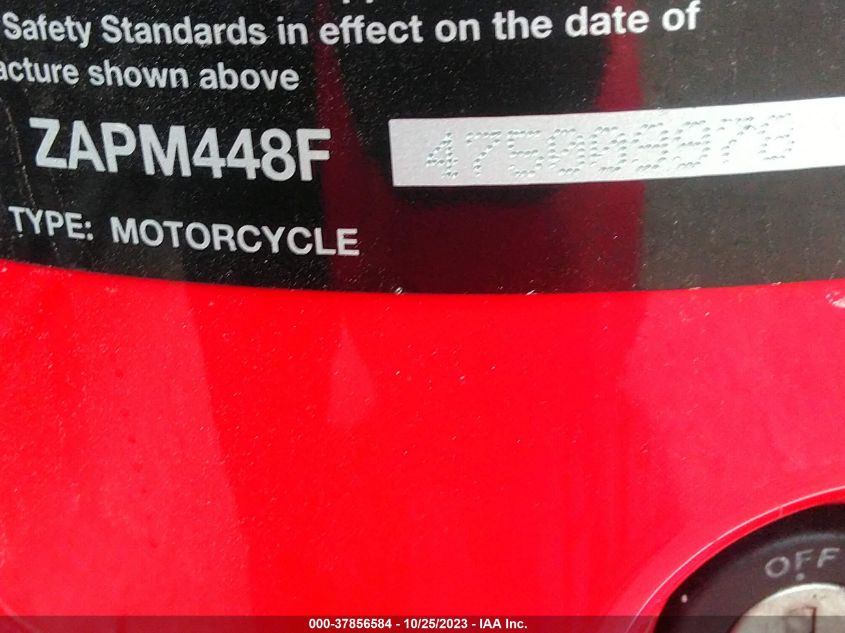 Safety Standards in effect on the date of
acture shown above
ZAPM448F 475009978
TYPE: MOTORCYCLE
OFF
000-37856584 - 10/25/2023 - IAA Inc.